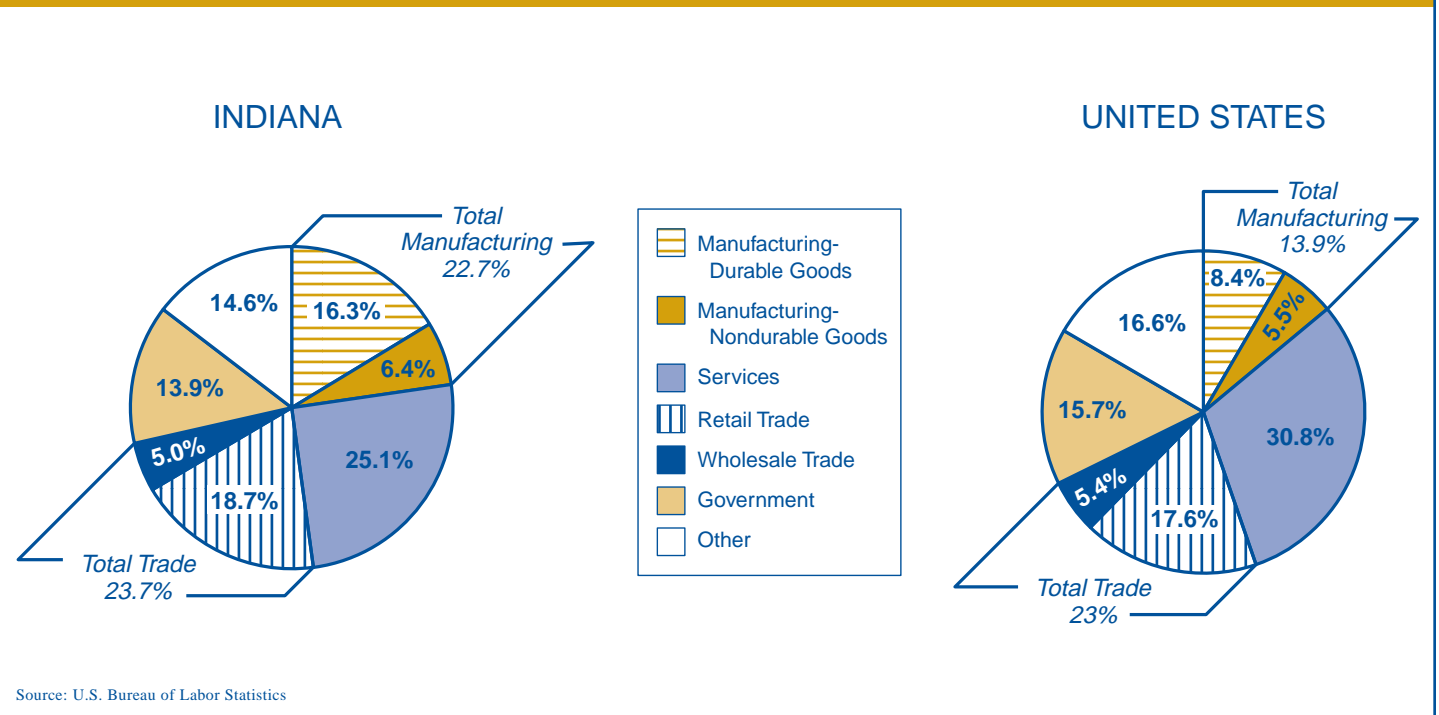 INDIANA
Total
Manufacturing
22.7%
14.6%
16.3%
6.4%
13.9%
5.0%
25.1%
18.7%
Total Trade
23.7%
Manufacturing-
Durable Goods
Manufacturing-
Nondurable Goods
Services
Retail Trade
Wholesale Trade
Government
Other
UNITED STATES
Total
Manufacturing
13.9%
8.4%
5.5%
16.6%
15.7%
30.8%
5.4%
17.6%
Total Trade
23%
Source: U.S. Bureau of Labor Statistics